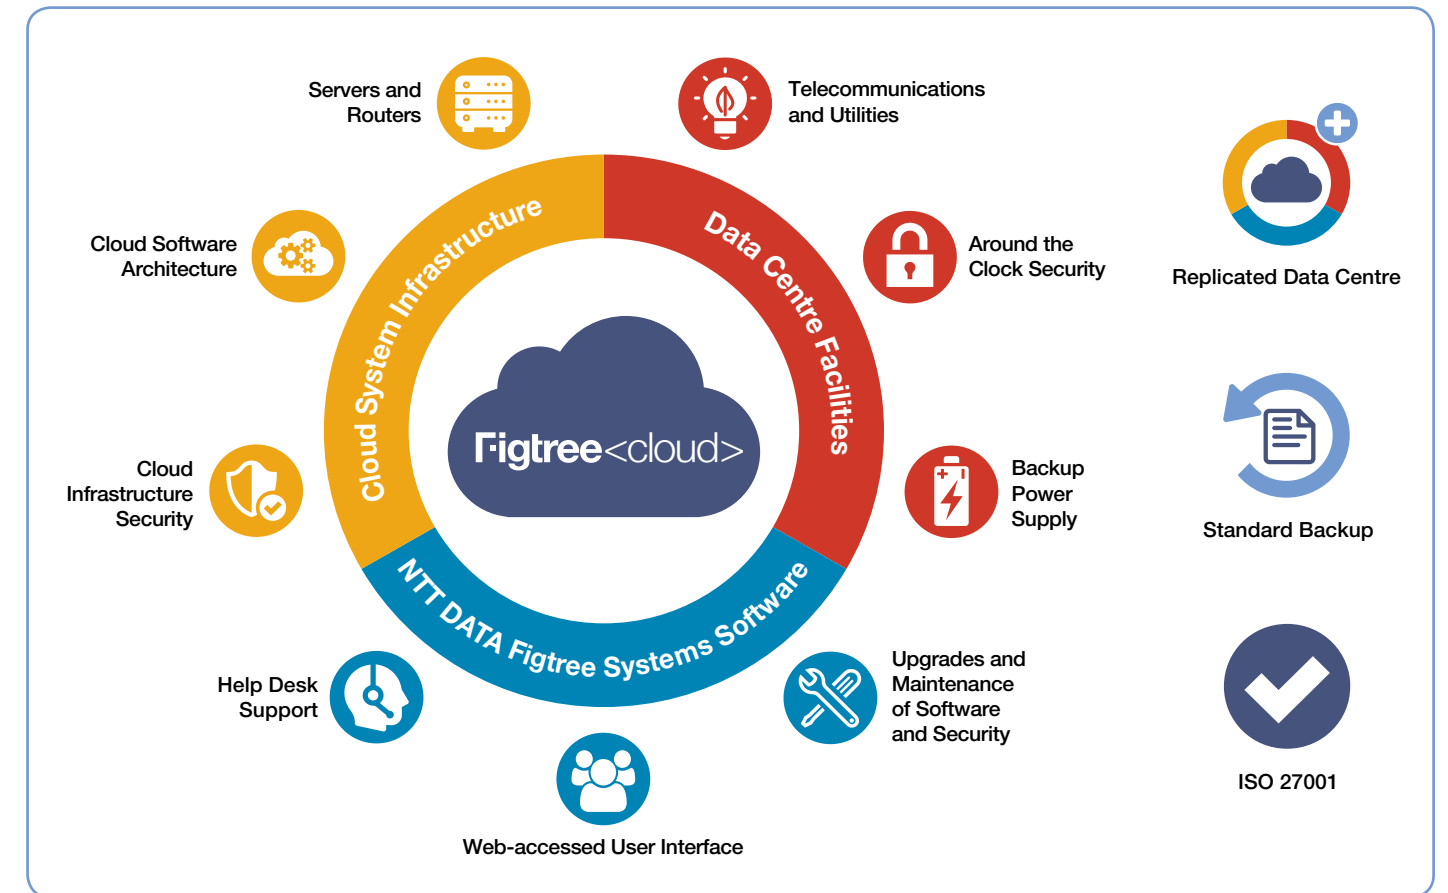 Servers and
Routers
Telecommunications
and Utilities
Cloud Software
Architecture
Around the
Clock Security
Cloud
Infrastructure
Security
Backup
Power
Supply
Help Desk
Support
Upgrades and
Maintenance
of Software
and Security
Web-accessed User Interface
Cloud System Infrastructure
Data Centre Facilities
NTT DATA Figtree Systems Software
Figtree<cloud>
Replicated Data Centre
Standard Backup
ISO 27001